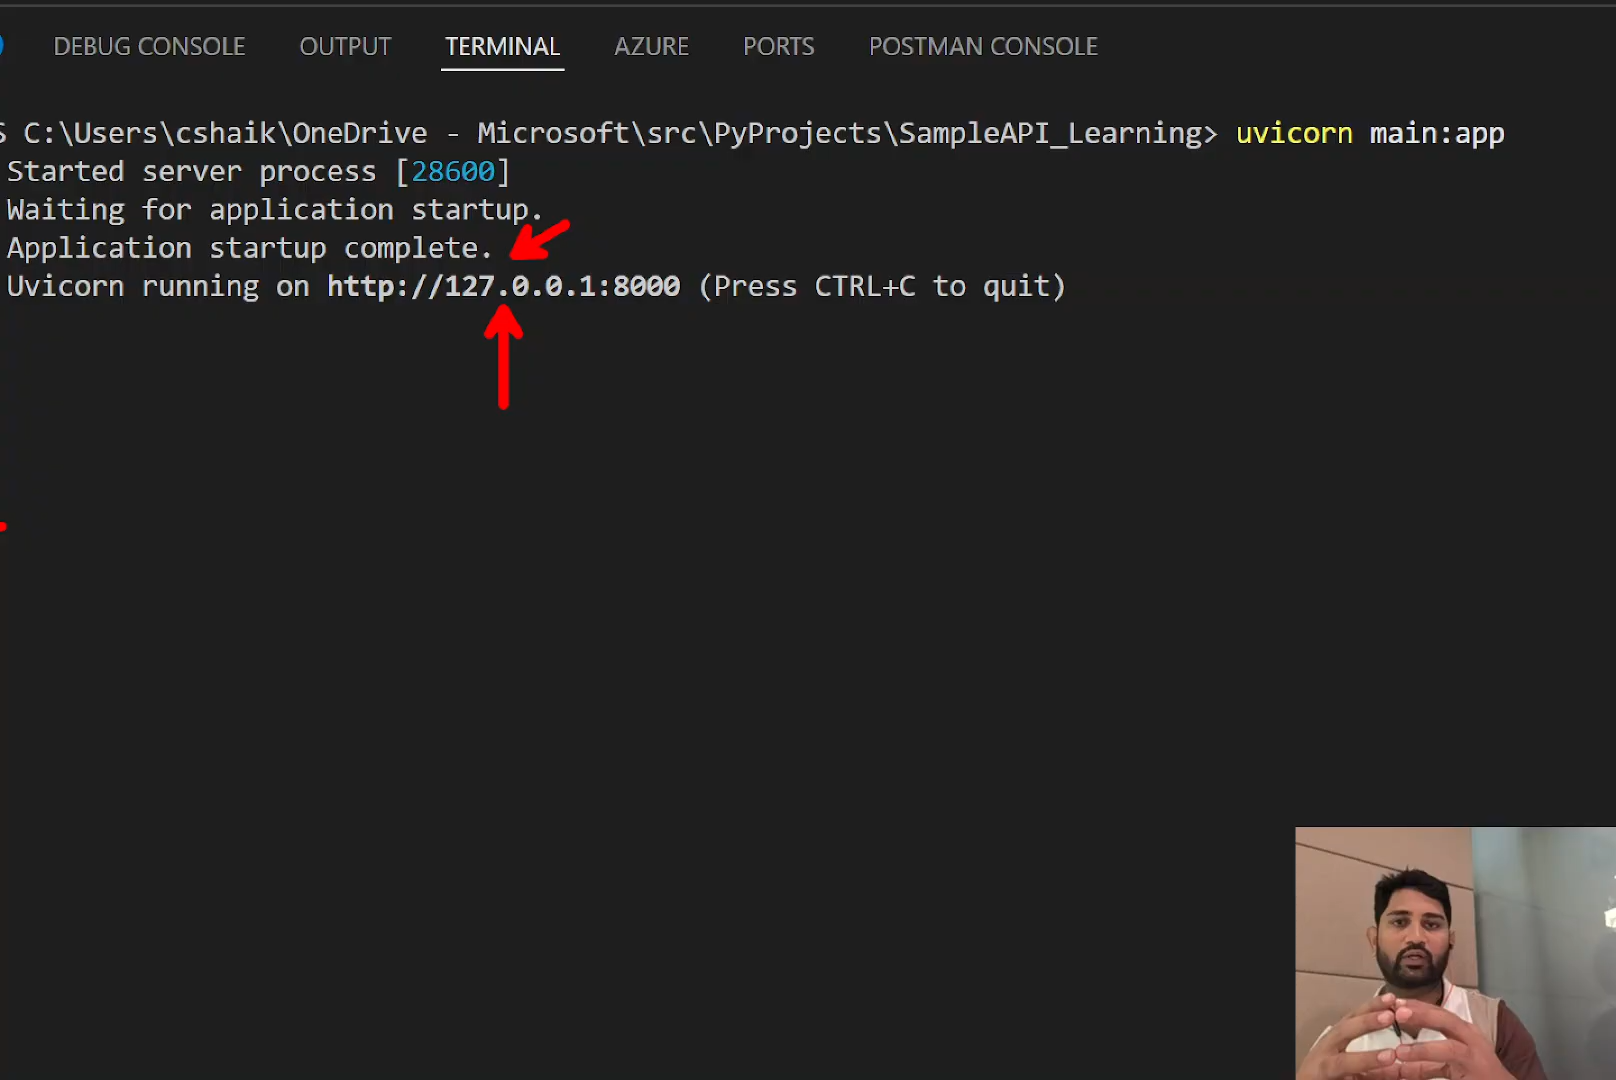 DEBUG CONSOLE OUTPUT TERMINAL AZURE PORTS POSTMAN CONSOLE
S C:\Users\cshaik\OneDrive - Microsoft\src\PyProjects\SampleAPI_Learning> uvicorn main:app
Started server process [28600]
Waiting for application startup.
Application startup complete.
Uvicorn running on http://127.0.0.1:8000 (Press CTRL+C to quit)